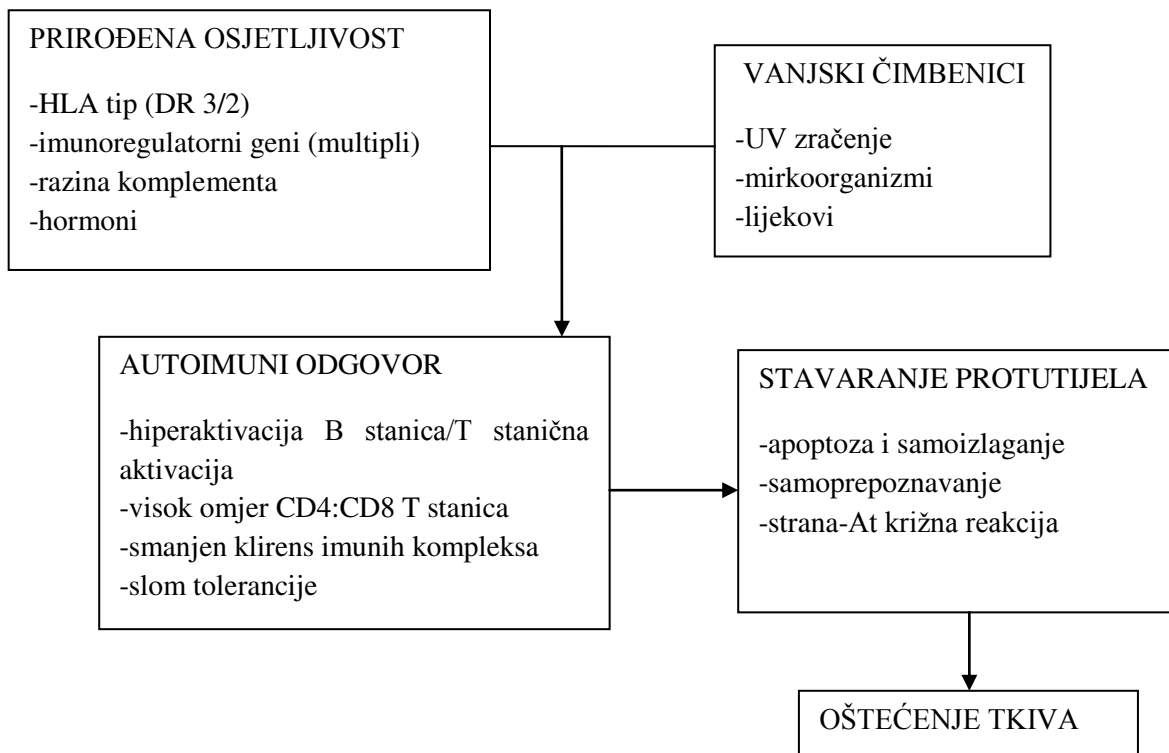 PRIROĐENA OSJETLJIVOST
-HLA tip (DR 3/2)
-imunoregulatorni geni (multipli)
-razina komplementa
-hormoni
VANJSKI ČIMBENICI
-UV zračenje
-mirkoorganizmi
-lijekovi
AUTOIMUNI ODGOVOR
-hiperaktivacija B stanica/T stanična
aktivacija
-visok omjer CD4:CD8 T stanica
-smanjen klirens imunih kompleksa
-slom tolerancije
STAVARANJE PROTUTIJELA
-apoptoza i samoizlaganje
-samoprepoznavanje
-strana-At križna reakcija
OŠTEĆENJE TKIVA